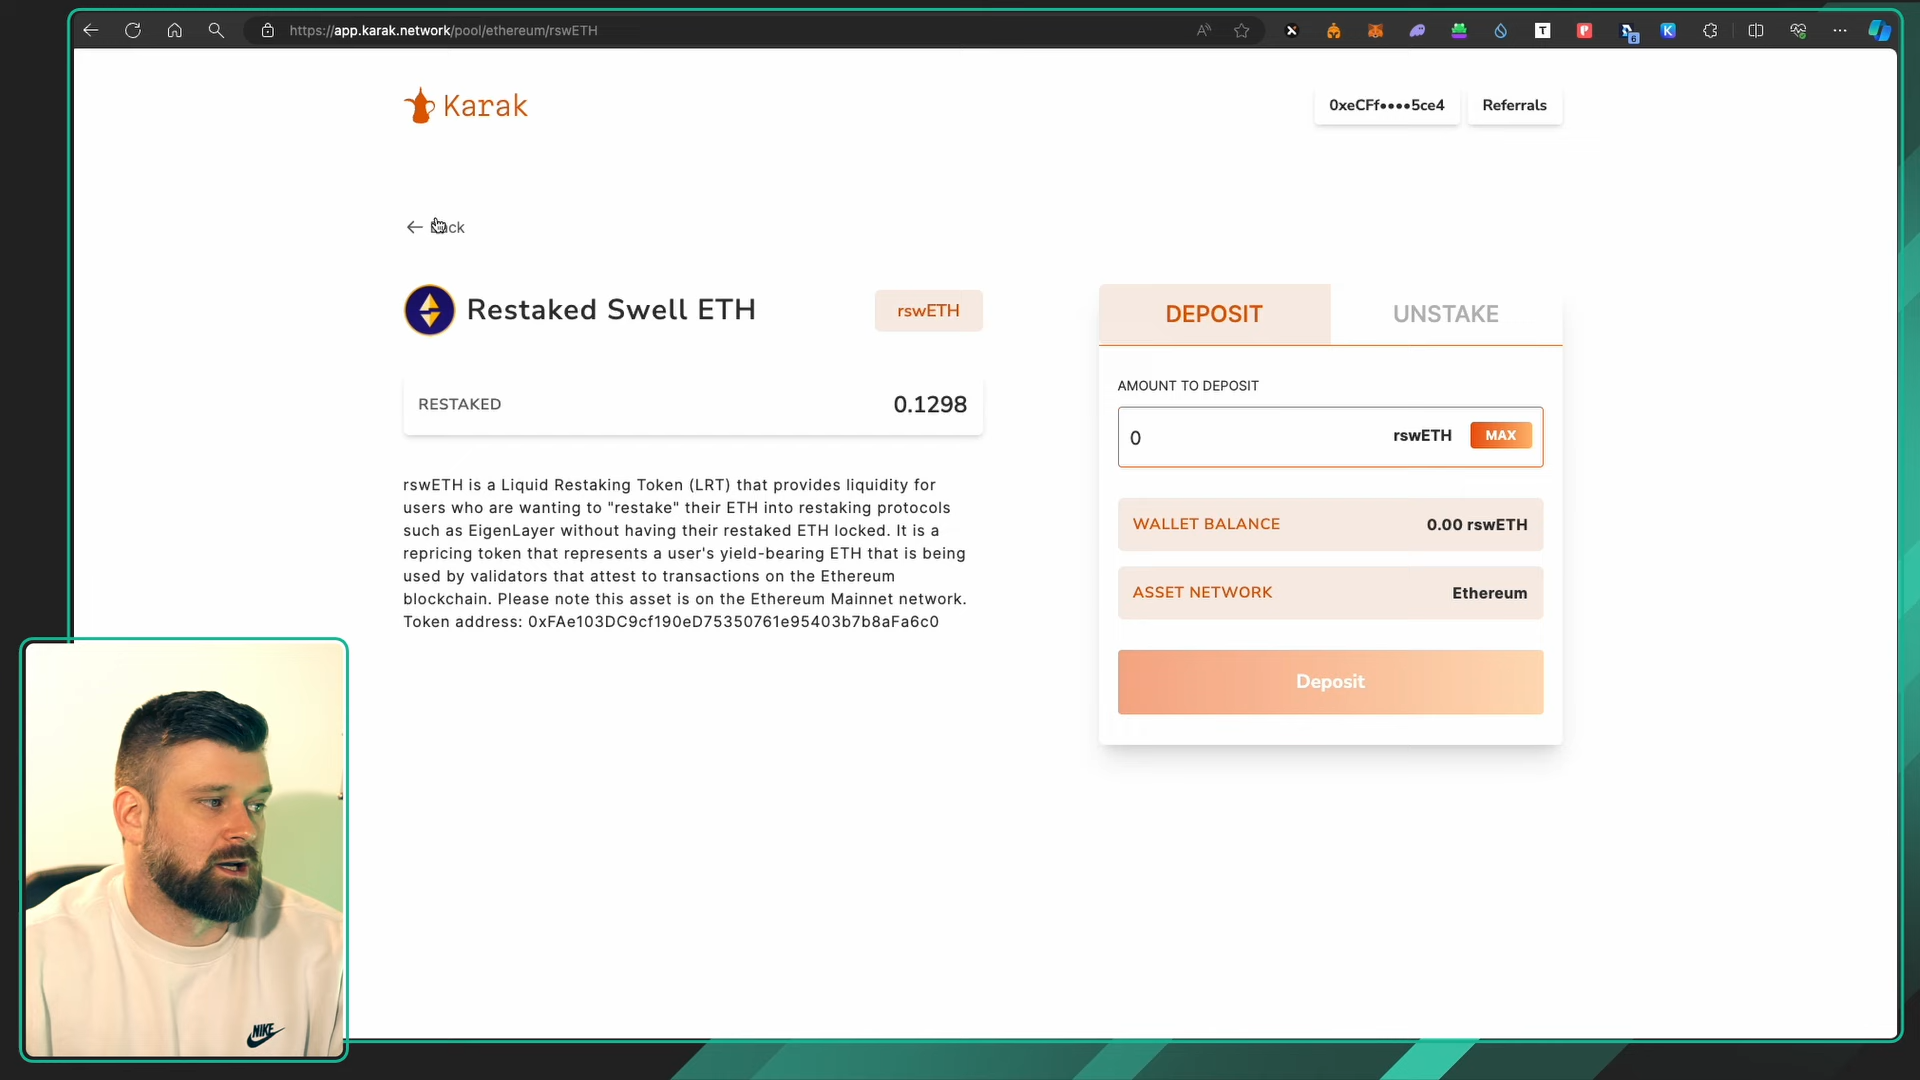 https://app.karak.network/pool/ethereum/rswETH
Karak
0xeCFf••••5ce4
Referrals
Restaked Swell ETH
rswETH
DEPOSIT
UNSTAKE
RESTAKED
0.1298
AMOUNT TO DEPOSIT
0
rswETH
MAX
rswETH is a Liquid Restaking Token (LRT) that provides liquidity for
users who are wanting to "restake" their ETH into restaking protocols
such as EigenLayer without having their restaked ETH locked. It is a
repricing token that represents a user's yield-bearing ETH that is being
used by validators that attest to transactions on the Ethereum
blockchain. Please note this asset is on the Ethereum Mainnet network.
Token address: 0xFAe103DC9cf190eD75350761e95403b7b8aFa6c0
WALLET BALANCE
0.00 rswETH
ASSET NETWORK
Ethereum
Deposit
NIKE